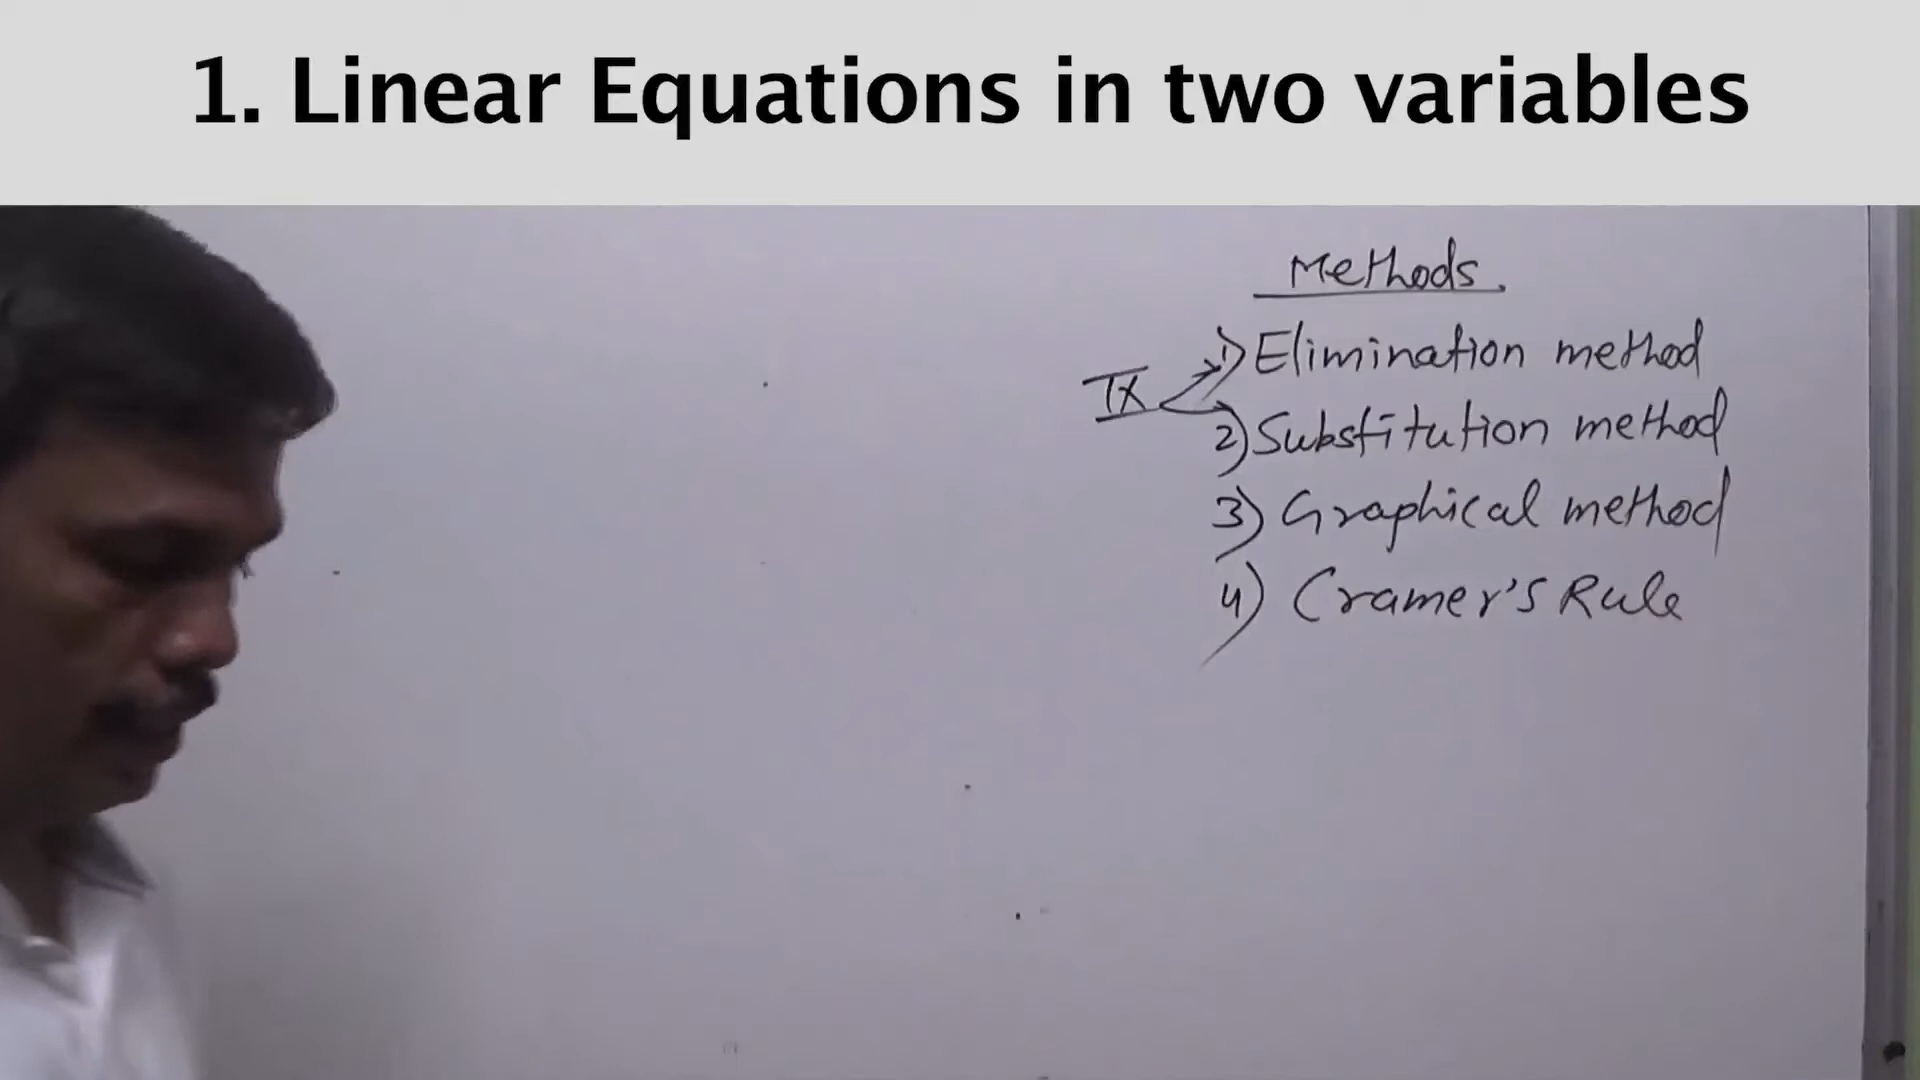 1. Linear Equations in two variables
Methods.
IX
1) Elimination method
2) Substitution method
3) Graphical method
4) Cramer's Rule